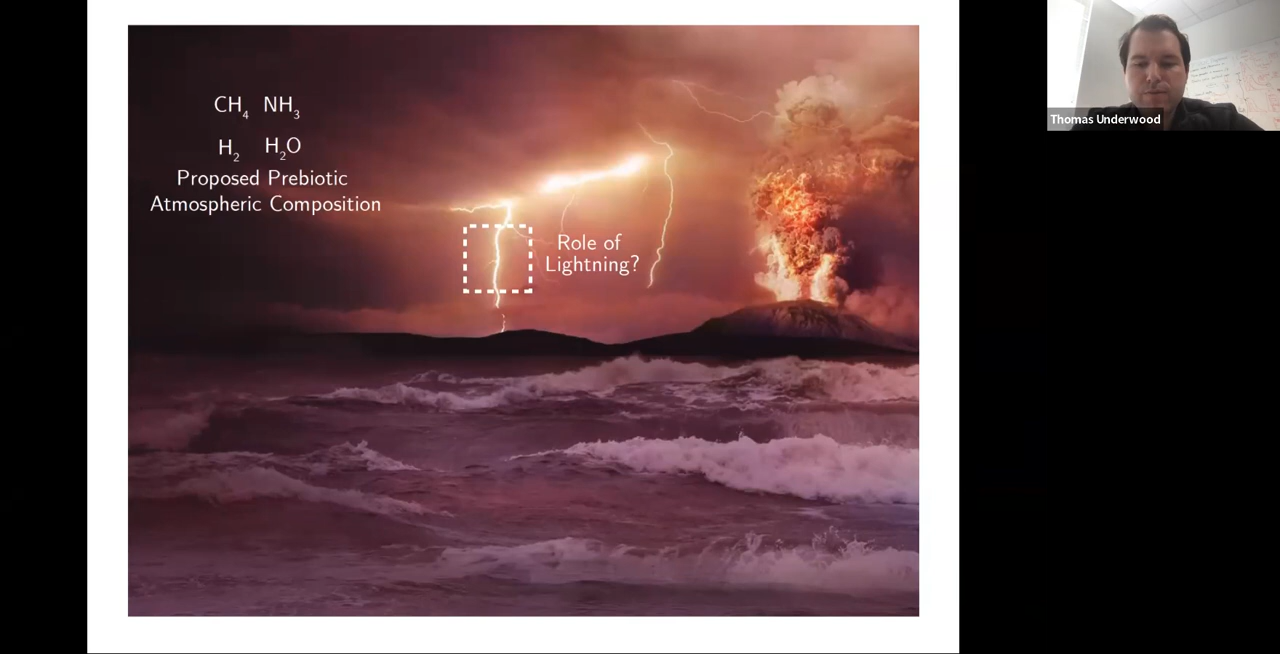 CH₄ NH₃
H₂ H₂O
Proposed Prebiotic
Atmospheric Composition
Role of
Lightning?
Thomas Underwood